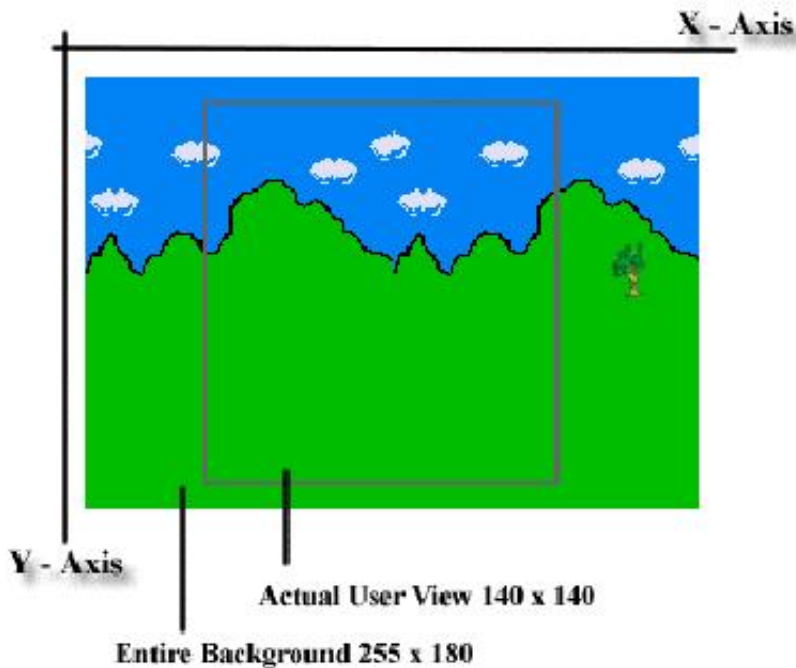 X - Axis
Y - Axis
Actual User View 140 x 140
Entire Background 255 x 180